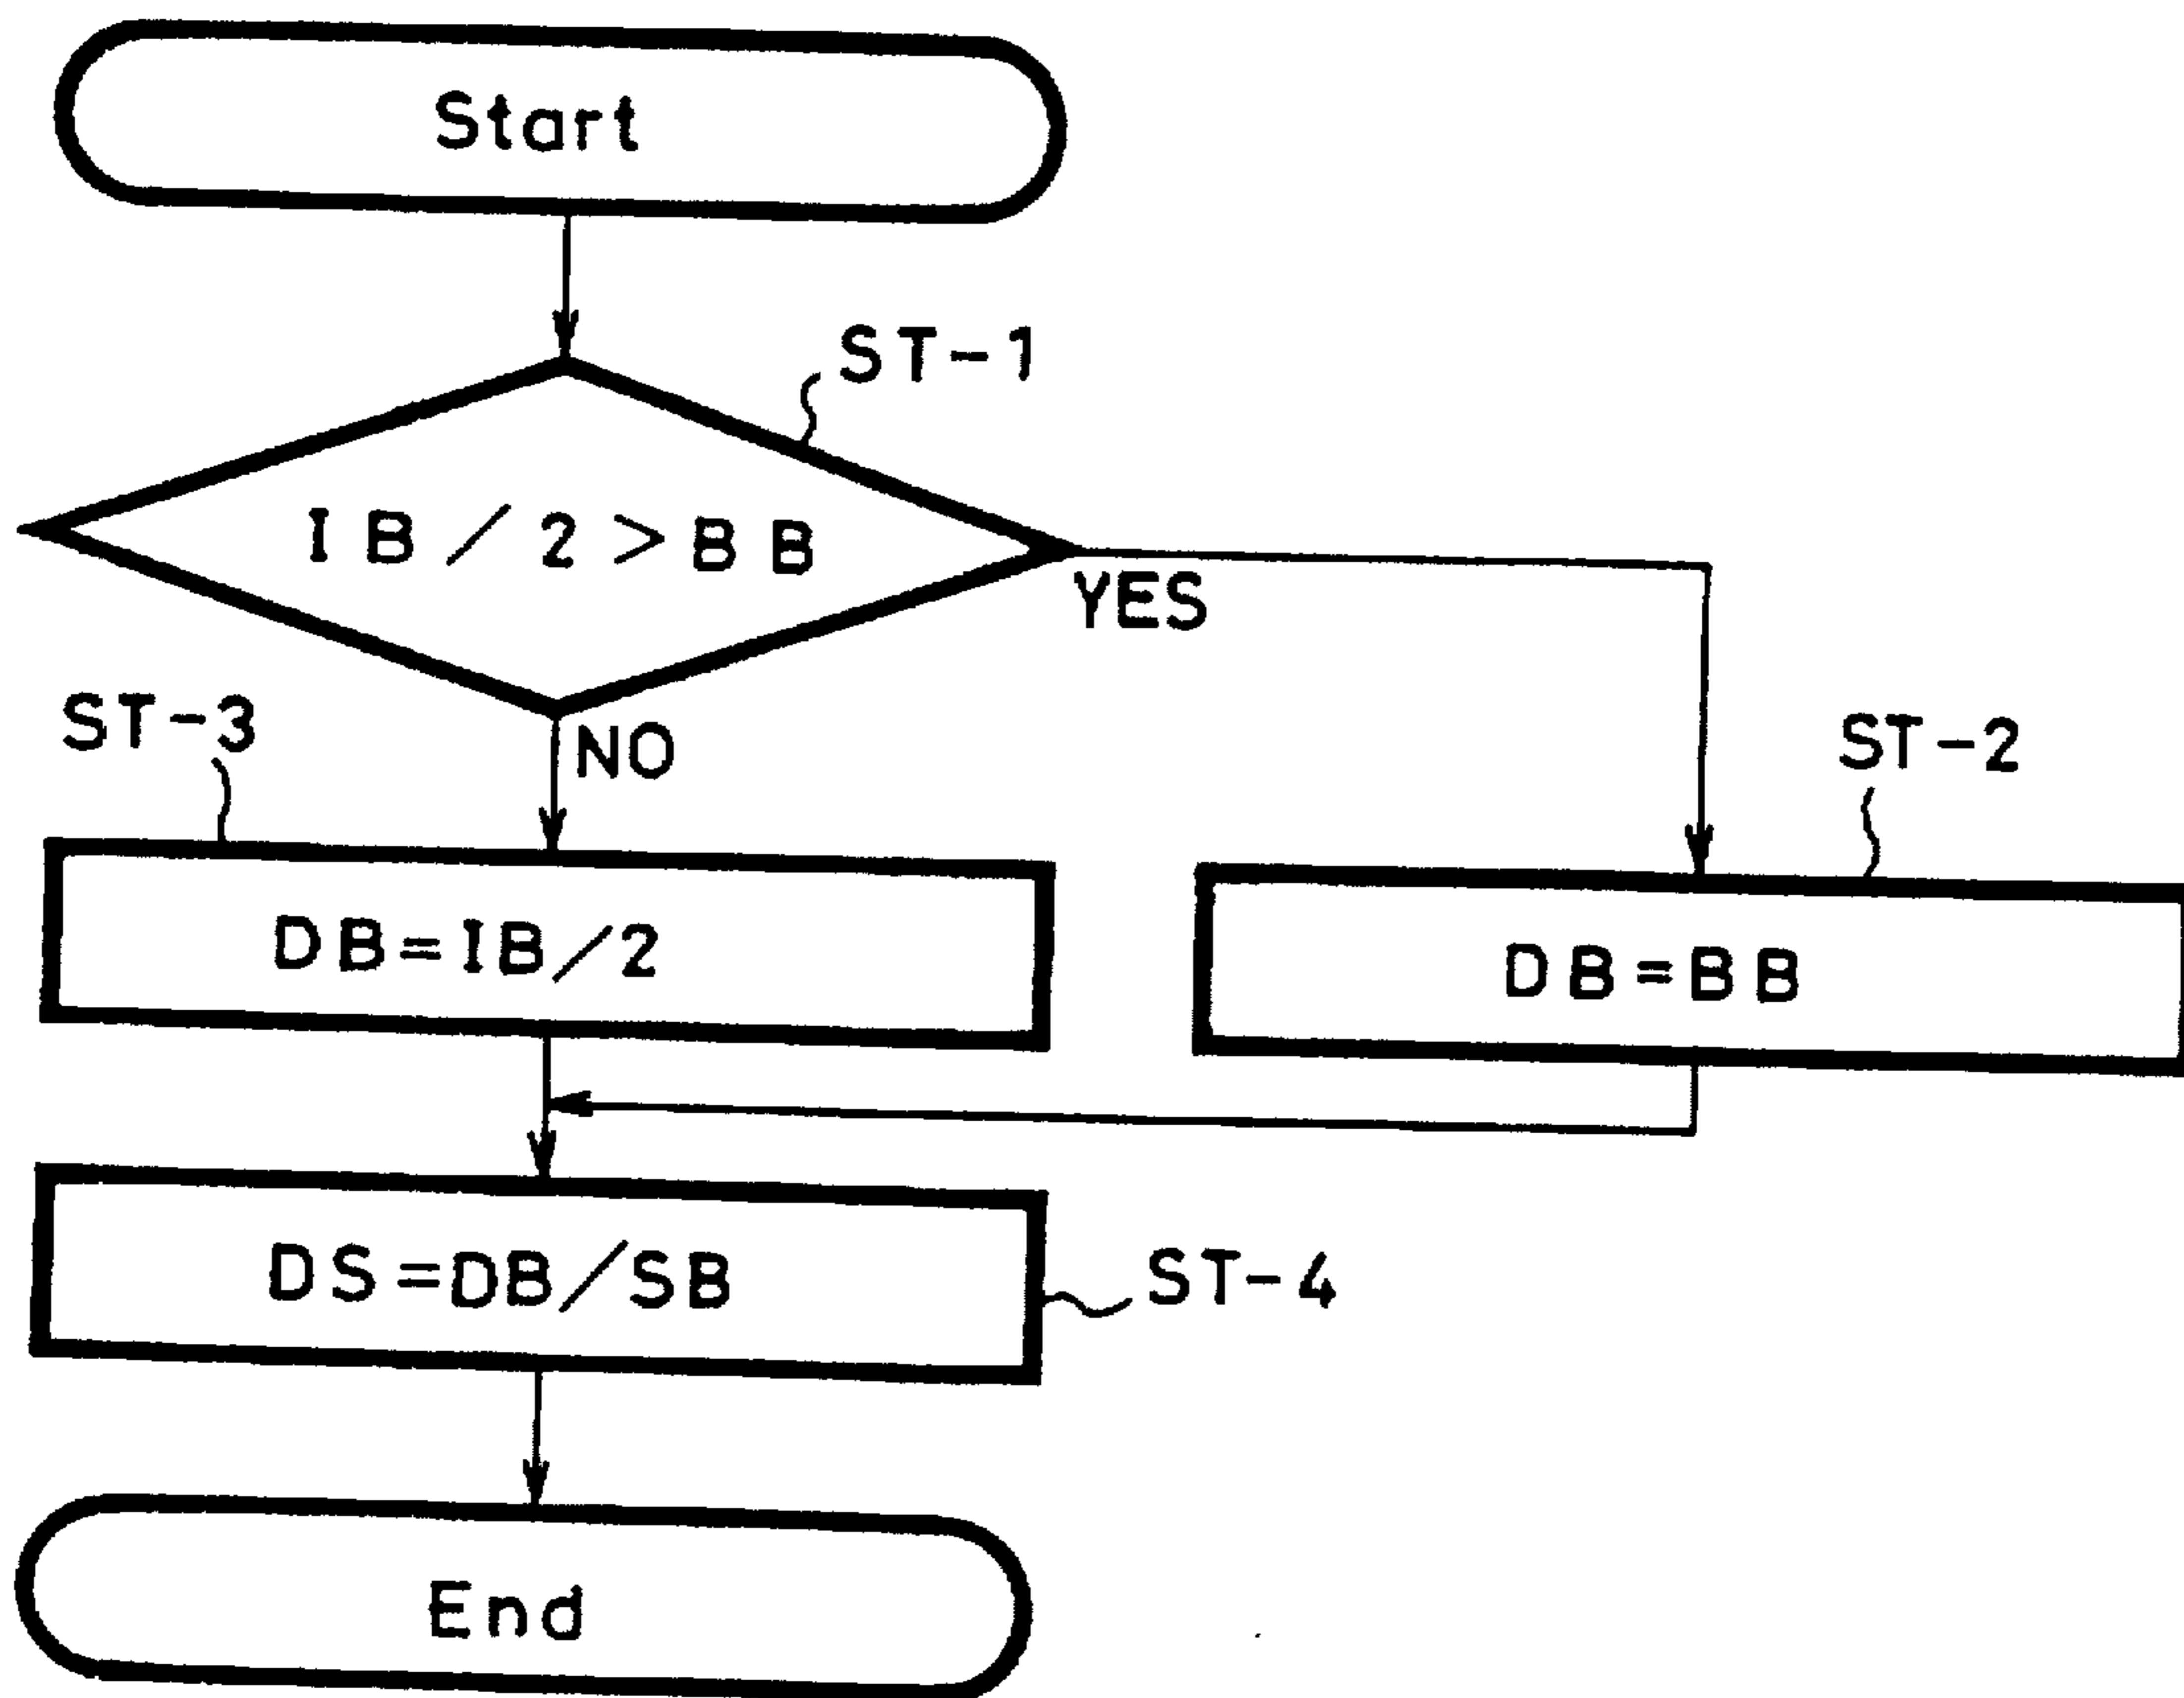 Start
ST-1
IB/2>BB
YES
ST-3
NO
ST-2
DB=IB/2
DB=BB
DS=DB/SB
ST-4
End